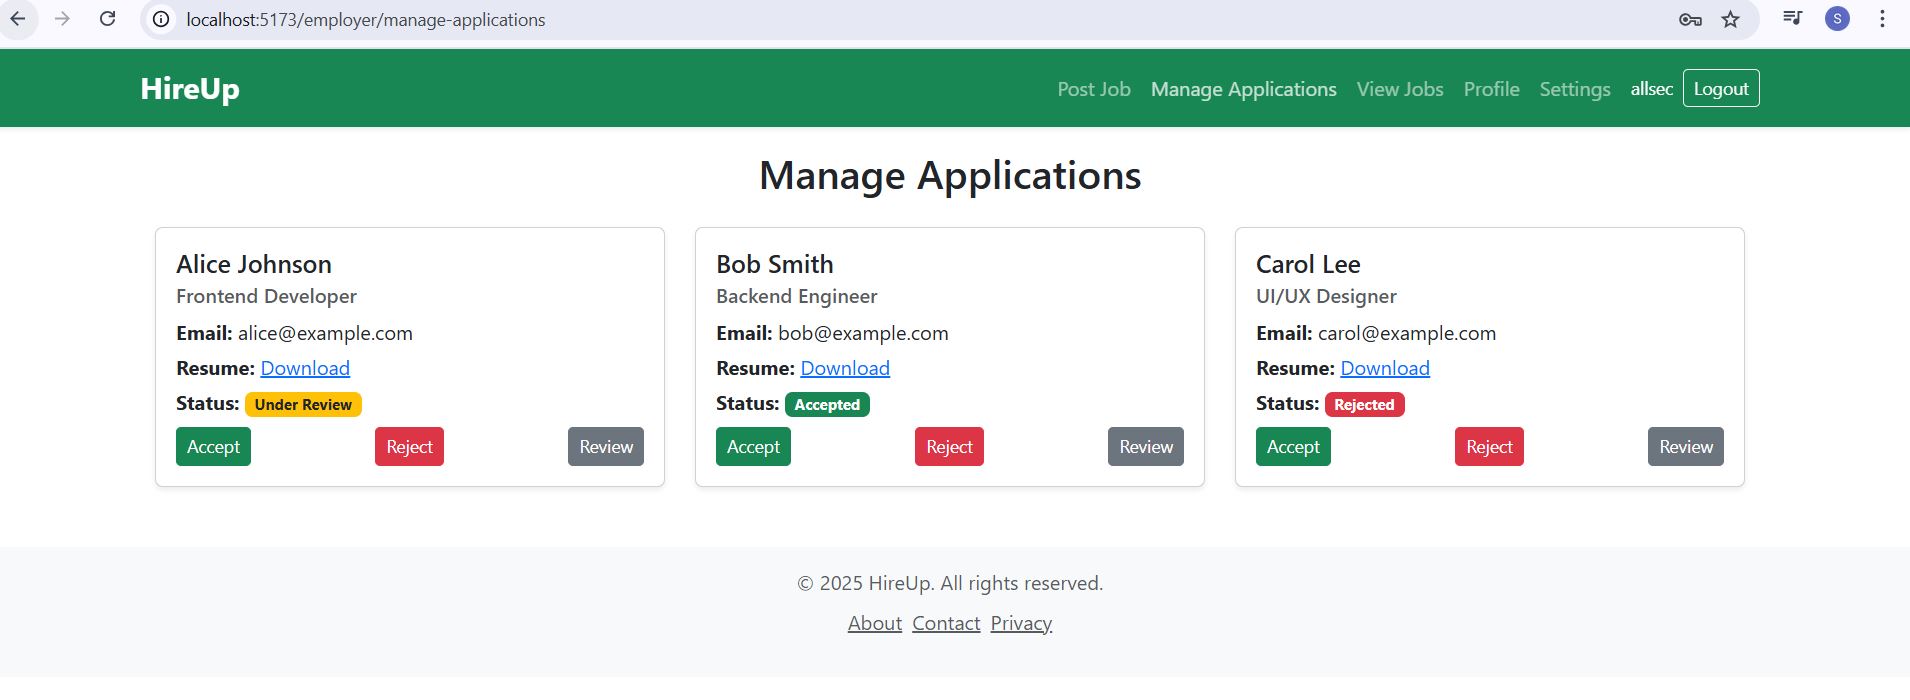 localhost:5173/employer/manage-applications
S
HireUp
Post Job Manage Applications View Jobs Profile Settings allsec Logout
Manage Applications
Alice Johnson
Frontend Developer
Email: alice@example.com
Resume: Download
Status: Under Review
Accept Reject Review
Bob Smith
Backend Engineer
Email: bob@example.com
Resume: Download
Status: Accepted
Accept Reject Review
Carol Lee
UI/UX Designer
Email: carol@example.com
Resume: Download
Status: Rejected
Accept Reject Review
© 2025 HireUp. All rights reserved.
About Contact Privacy